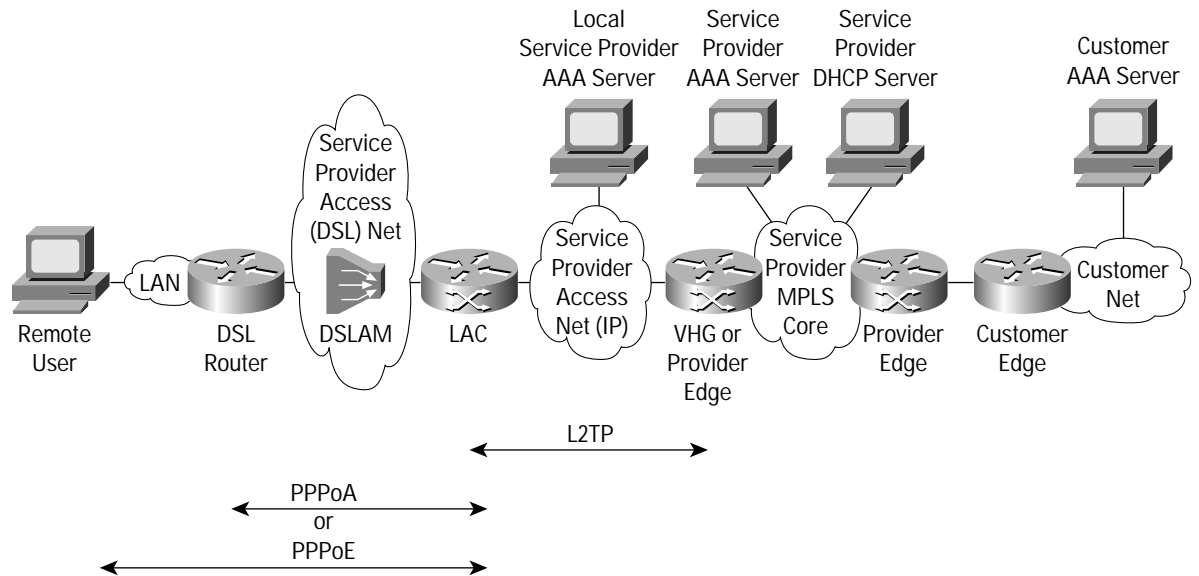 Local
Service Provider
AAA Server
Service
Provider
AAA Server
Service
Provider
DHCP Server
Customer
AAA Server
Service
Provider
Access
(DSL) Net
LAN
Service
Provider
Access
Net (IP)
Service
Provider
MPLS
Core
Customer
Net
Remote
User
DSL
Router
DSLAM
LAC
VHG or
Provider
Edge
Provider
Edge
Customer
Edge
L2TP
PPPoA
or
PPPoE